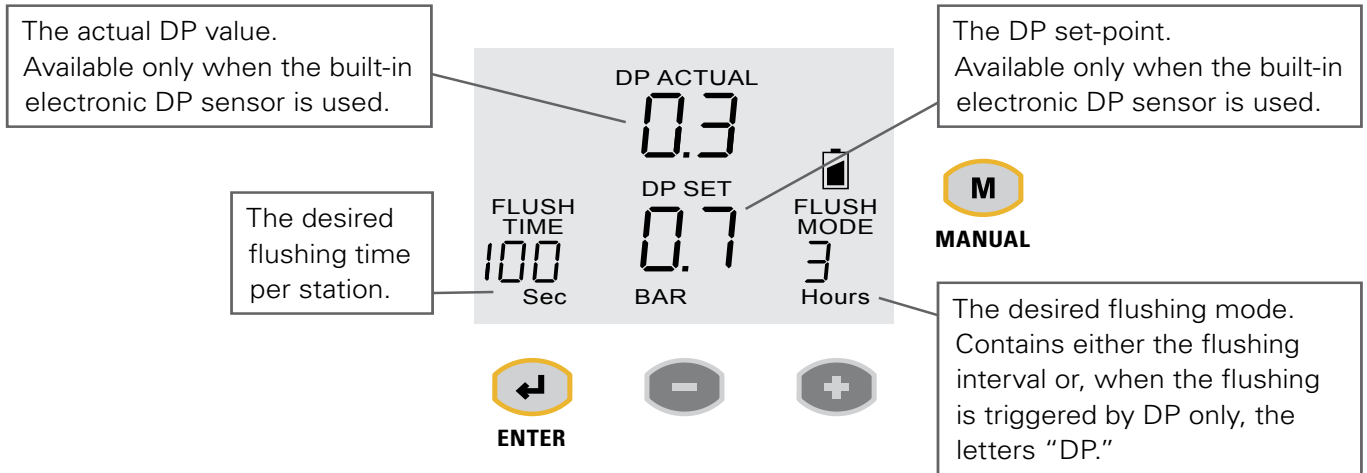 The actual DP value.
Available only when the built-in
electronic DP sensor is used.
The DP set-point.
Available only when the built-in
electronic DP sensor is used.
DP ACTUAL
0.3
DP SET
0.7
BAR
FLUSH
TIME
100
Sec
FLUSH
MODE
3
Hours
The desired
flushing time
per station.
M
MANUAL
The desired flushing mode.
Contains either the flushing
interval or, when the flushing
is triggered by DP only, the
letters “DP.”
ENTER
-
+